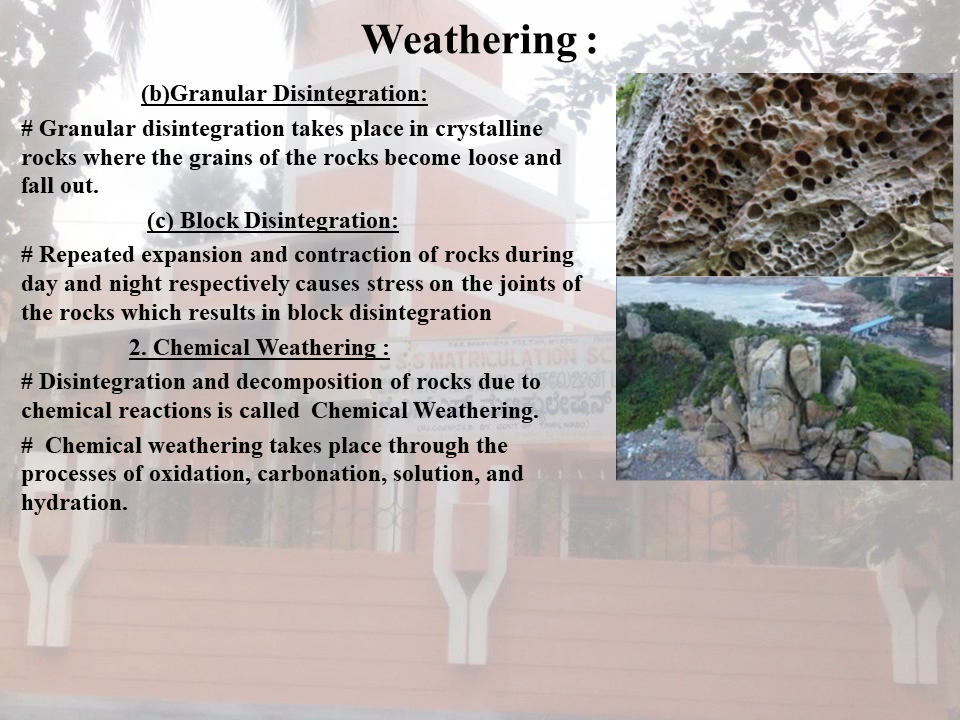 Weathering :
(b)Granular Disintegration:
# Granular disintegration takes place in crystalline
rocks where the grains of the rocks become loose and
fall out.
(c) Block Disintegration:
# Repeated expansion and contraction of rocks during
day and night respectively causes stress on the joints of
the rocks which results in block disintegration
2. Chemical Weathering :
# Disintegration and decomposition of rocks due to
chemical reactions is called  Chemical Weathering.
#  Chemical weathering takes place through the
processes of oxidation, carbonation, solution, and
hydration.
S.S MATRICULATION